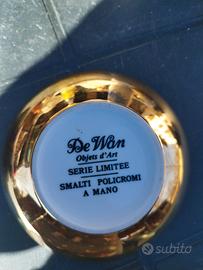 De Wan
Objets d'Art
SERIE LIMITEE
SMALTI POLICROMI
A MANO
subito